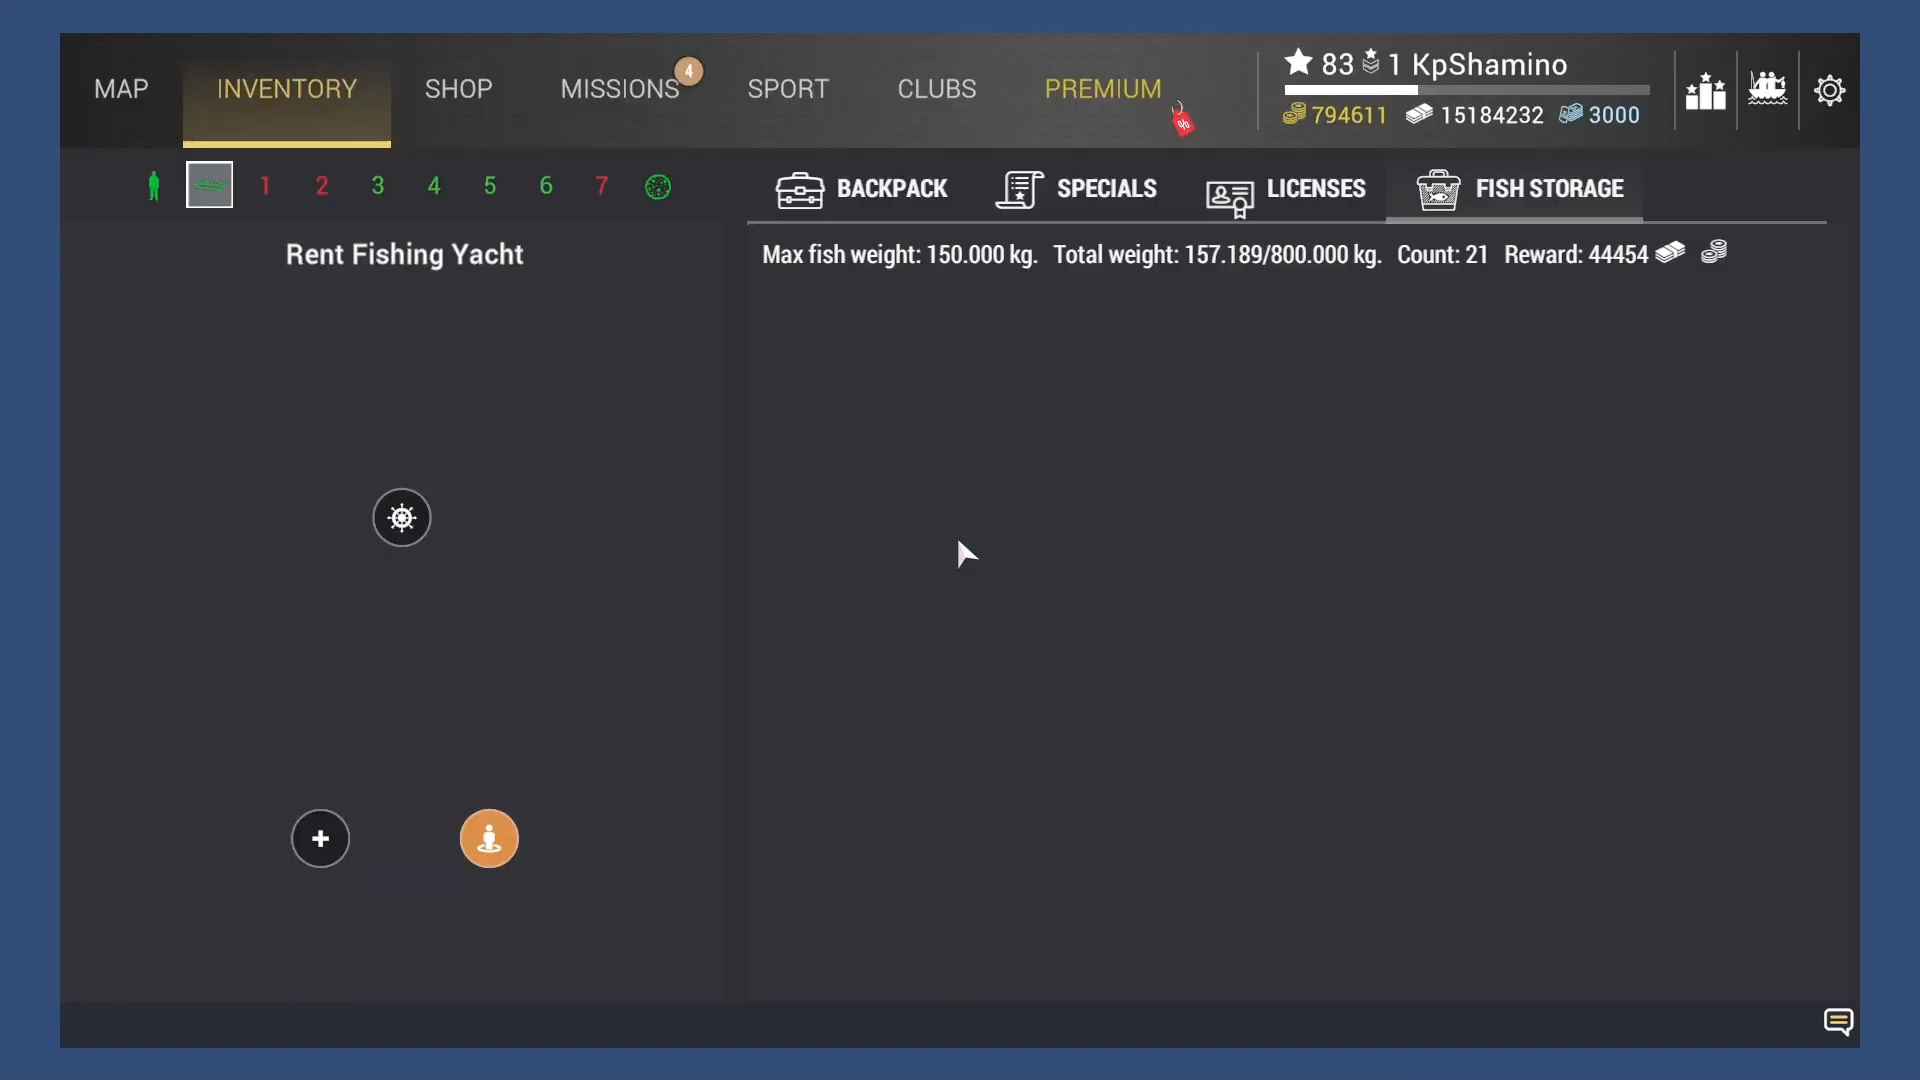 MAP INVENTORY SHOP MISSIONS 4 SPORT CLUBS PREMIUM %
83 1 KpShamino
794611 15184232 3000
1 2 3 4 5 6 7
BACKPACK SPECIALS LICENSES FISH STORAGE
Rent Fishing Yacht
Max fish weight: 150.000 kg. Total weight: 157.189/800.000 kg. Count: 21 Reward: 44454